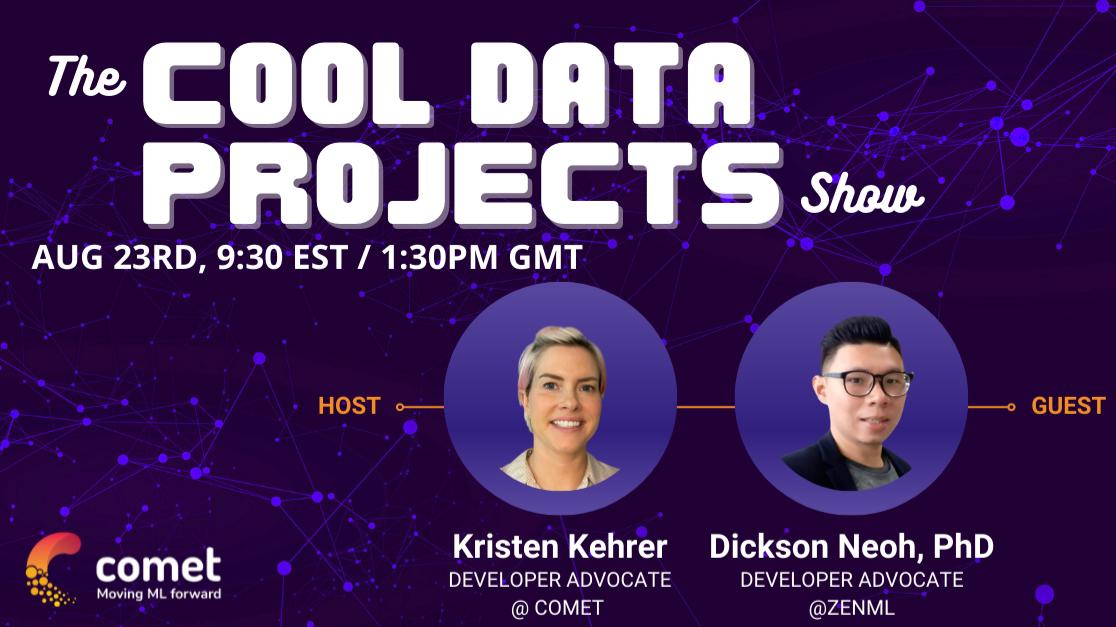 The COOL DATA
PROJECTS Show
AUG 23RD, 9:30 EST / 1:30PM GMT
HOST
GUEST
Kristen Kehrer
DEVELOPER ADVOCATE
@ COMET
Dickson Neoh, PhD
DEVELOPER ADVOCATE
@ZENML
comet
Moving ML forward